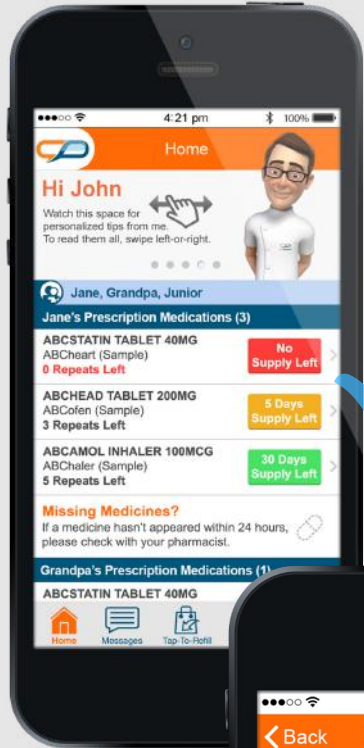 4:21 pm
100%
Home
Hi John
Watch this space for
personalized tips from me.
To read them all, swipe left-or-right.
Jane, Grandpa, Junior
Jane's Prescription Medications (3)
ABCSTATIN TABLET 40MG
ABCheart (Sample)
0 Repeats Left
No
Supply Left
ABCHEAD TABLET 200MG
ABCofen (Sample)
3 Repeats Left
5 Days
Supply Left
ABCAMOL INHALER 100MCG
ABChaler (Sample)
5 Repeats Left
30 Days
Supply Left
Missing Medicines?
If a medicine hasn't appeared within 24 hours,
please check with your pharmacist.
Grandpa's Prescription Medications (1)
ABCSTATIN TABLET 40MG
Home
Messages
Tap-To-Refill
Back